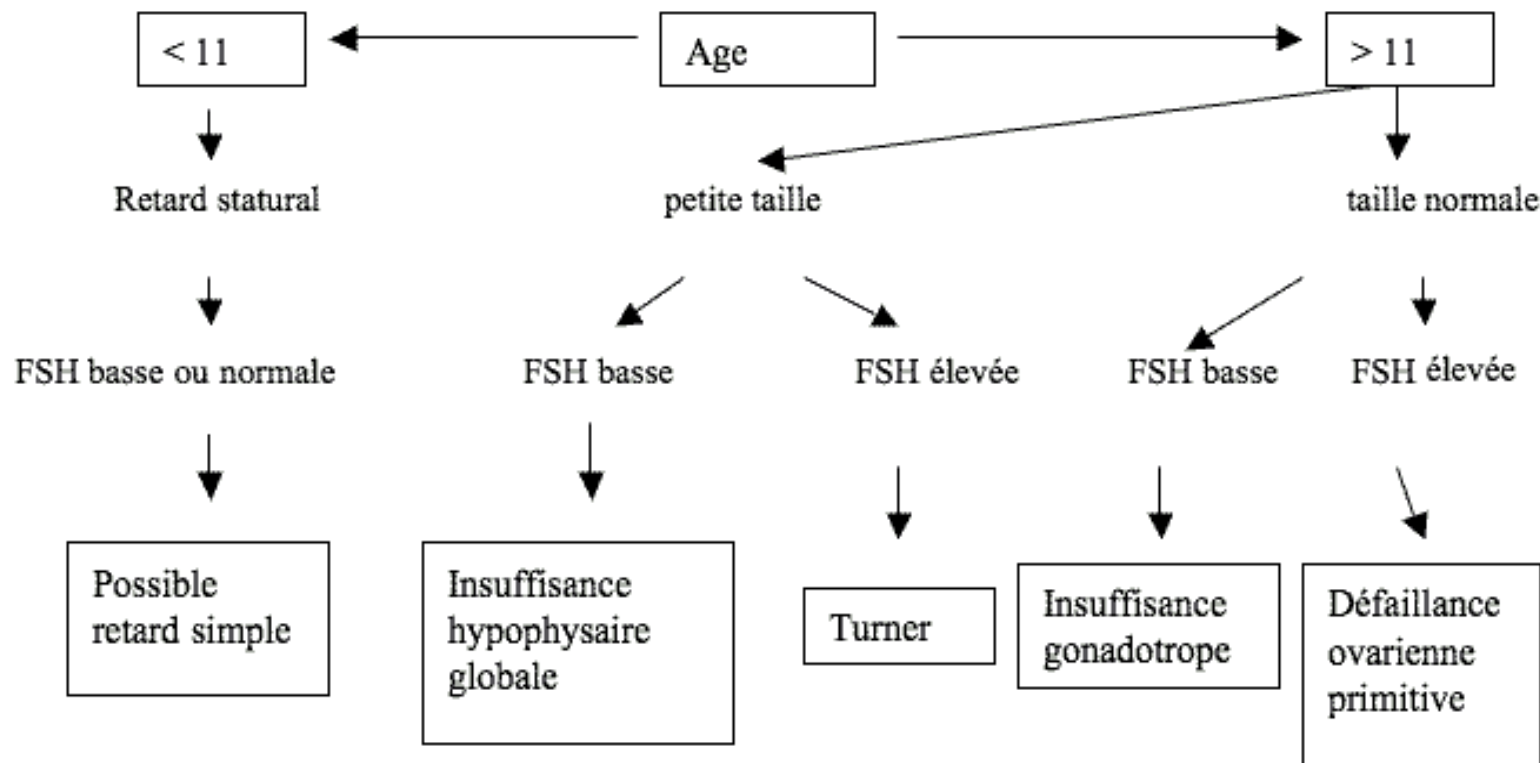 < 11
Age
> 11
Retard statural
petite taille
taille normale
FSH basse ou normale
FSH basse
FSH élevée
FSH basse
FSH élevée
Possible
retard simple
Insuffisance
hypophysaire
globale
Turner
Insuffisance
gonadotrope
Défaillance
ovarienne
primitive